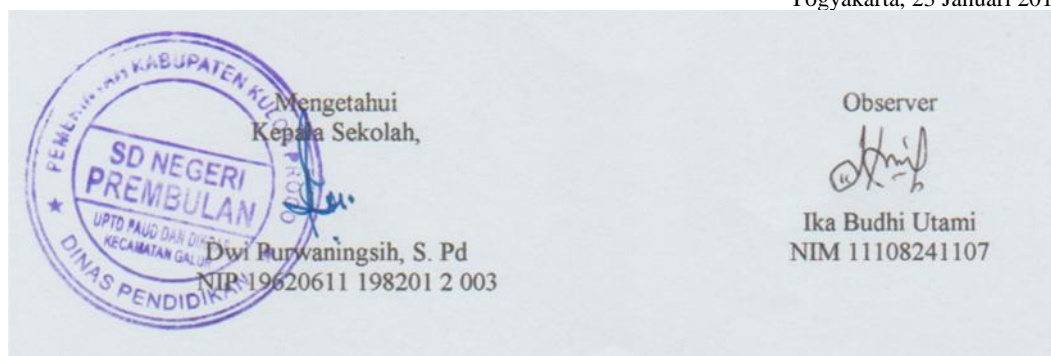 Yogyakarta, 23 Januari 201
Mengetahui
Kepala Sekolah,
Dwi Purwaningsih, S. Pd
NIP 19620611 198201 2 003
Observer
Ika Budhi Utami
NIM 11108241107
PEMERINTAH KABUPATEN KULON PROGO
SD NEGERI
PREMBULAN
UPTD PAUD DAN DIKDAS
KECAMATAN GALUR
DINAS PENDIDIKAN